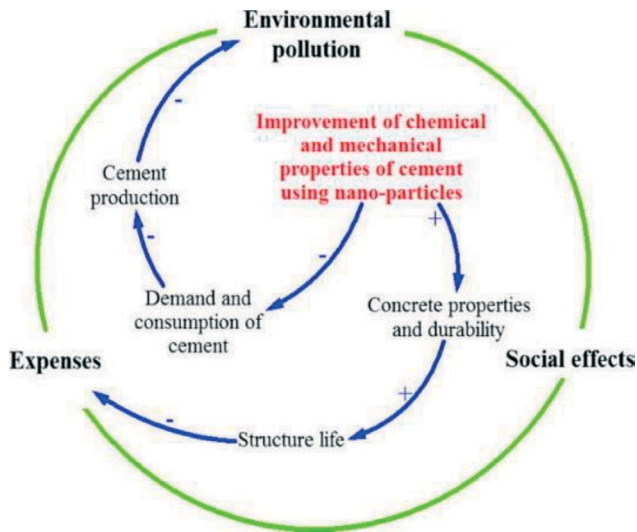 Environmental
pollution
-
Improvement of chemical
and mechanical
properties of cement
using nano-particles
Cement
production
+
-
-
Demand and
consumption of
cement
Concrete properties
and durability
Expenses
Social effects
+
-
Structure life